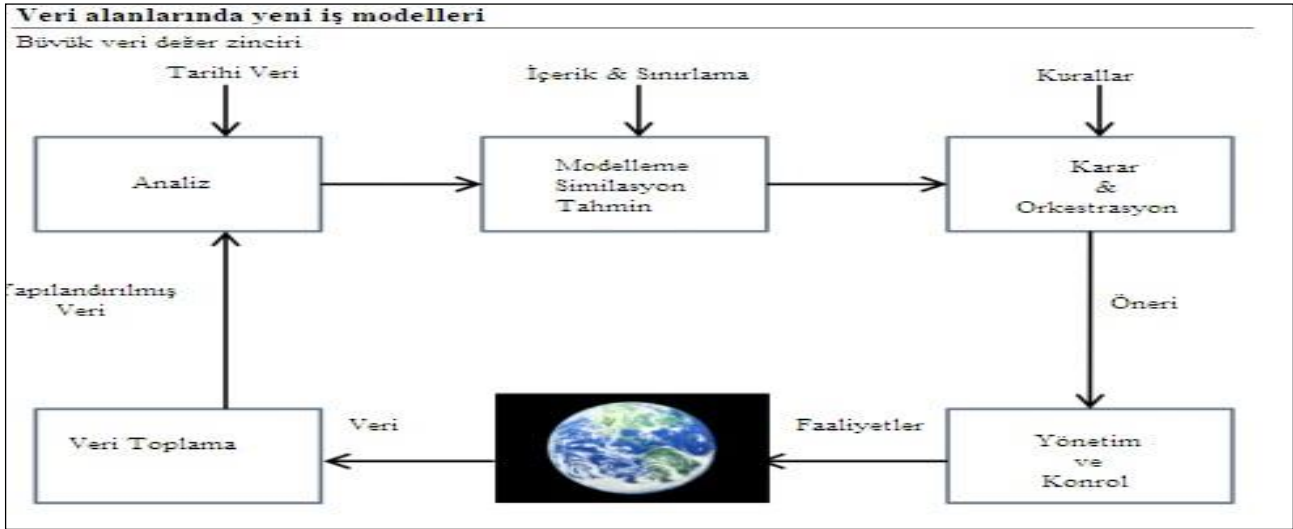 Veri alanlarında yeni iş modelleri
Büyük veri değer zinciri
Tarihi Veri
İçerik & Sınırlama
Kurallar
Analiz
Modelleme
Similasyon
Tahmin
Karar
&
Orkestrasyon
Yapılandırılmış
Veri
Öneri
Veri Toplama
Veri
Faaliyetler
Yönetim
ve
Konrol